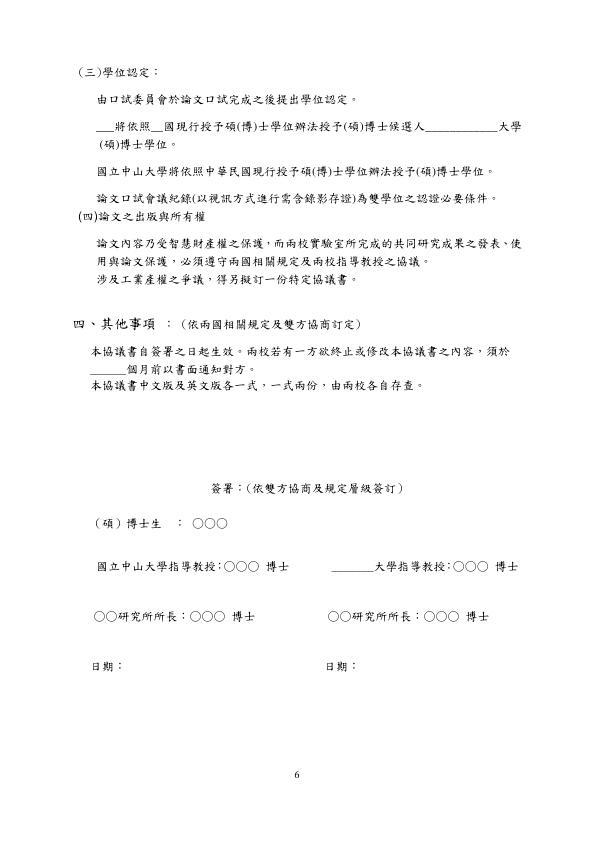 (三)學位認定：
由口試委員會於論文口試完成之後提出學位認定。
___將依照__國現行授予碩(博)士學位辦法授予(碩)博士候選人____________大學
(碩)博士學位。
國立中山大學將依照中華民國現行授予碩(博)士學位辦法授予(碩)博士學位。
論文口試會議紀錄(以視訊方式進行需含錄影存證)為雙學位之認證必要條件。
(四)論文之出版與所有權
論文內容乃受智慧財產權之保護，而兩校實驗室所完成的共同研究成果之發表、使
用與論文保護，必須遵守兩國相關規定及兩校指導教授之協議。
涉及工業產權之爭議，得另擬訂一份特定協議書。
四、其他事項 ：（依兩國相關規定及雙方協商訂定）
本協議書自簽署之日起生效。兩校若有一方欲終止或修改本協議書之內容，須於
______個月前以書面通知對方。
本協議書中文版及英文版各一式，一式兩份，由兩校各自存查。
簽署：(依雙方協商及規定層級簽訂）
（碩）博士生 ： ○○○
國立中山大學指導教授：○○○ 博士 _______大學指導教授：○○○ 博士
○○研究所所長：○○○ 博士 ○○研究所所長：○○○ 博士
日期： 日期：
6